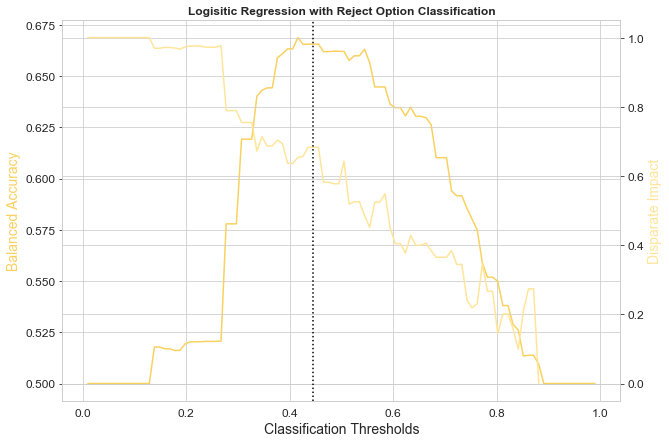 Logisitic Regression with Reject Option Classification
0.675
0.650
0.625
0.600
0.575
0.550
0.525
0.500
Balanced Accuracy
1.0
0.8
0.6
0.4
0.2
0.0
Disparate Impact
0.0 0.2 0.4 0.6 0.8 1.0
Classification Thresholds